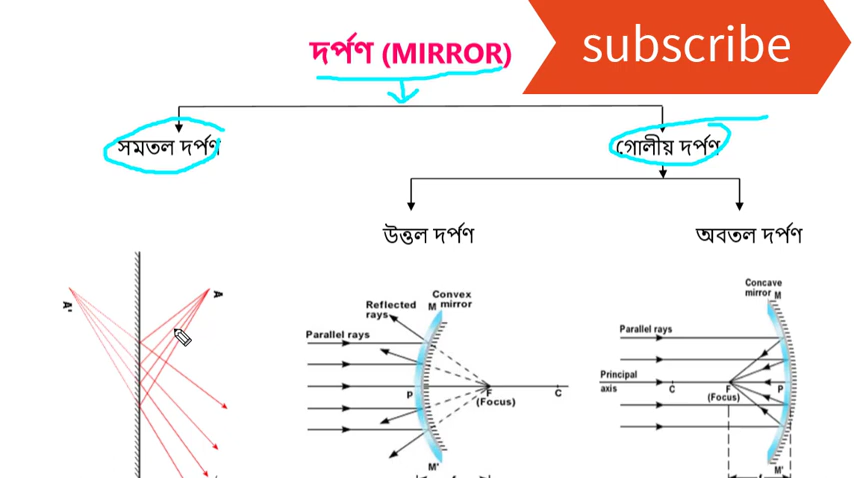 subscribe
দর্পণ (MIRROR)
সমতল দর্পণ
গোলীয় দর্পণ
উত্তল দর্পণ
অবতল দর্পণ
A'
A
Convex
mirror
M
Reflected
rays
Parallel rays
P
F
(Focus)
C
M'
Concave
mirror M
Parallel rays
Principal
axis
C
F
(Focus)
P
M'
f
f